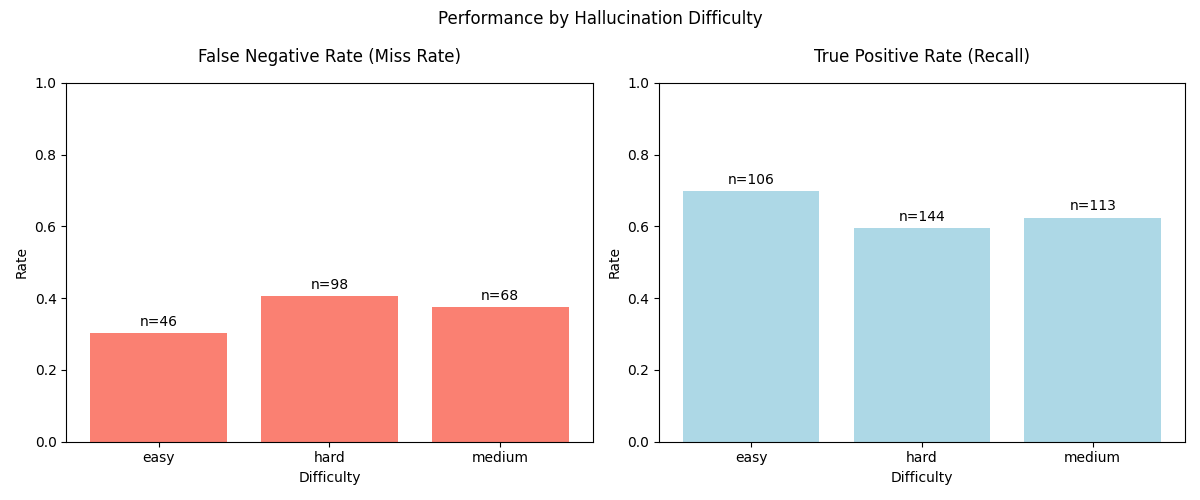 Performance by Hallucination Difficulty
False Negative Rate (Miss Rate)
1.0
0.8
0.6
0.4
0.2
0.0
Rate
n=46
n=98
n=68
easy
hard
medium
Difficulty
True Positive Rate (Recall)
1.0
0.8
0.6
0.4
0.2
0.0
Rate
n=106
n=144
n=113
easy
hard
medium
Difficulty